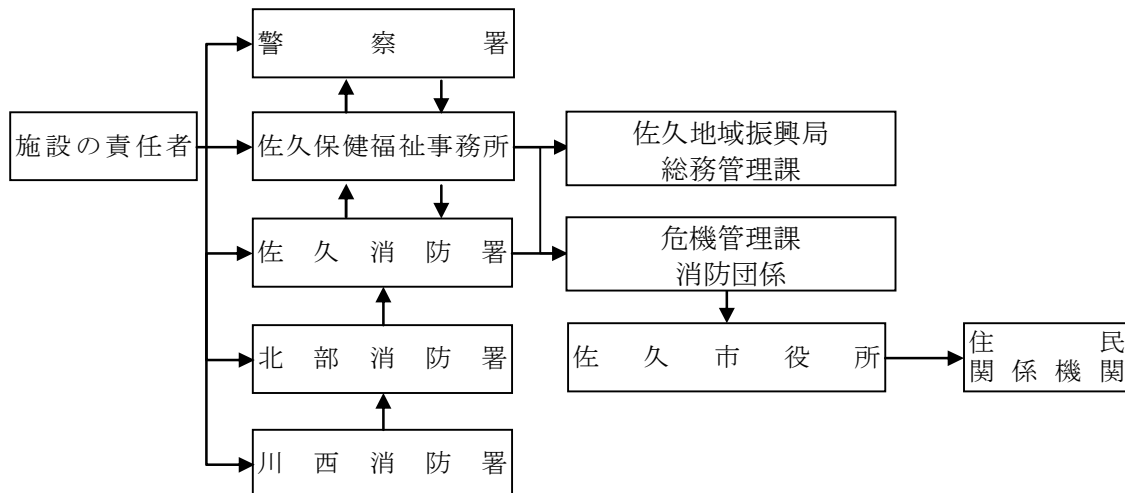 警察署
施設の責任者
佐久保健福祉事務所
佐久地域振興局
総務管理課
佐久消防署
危機管理課
消防団係
北部消防署
佐久市役所
住民
関係機関
川西消防署